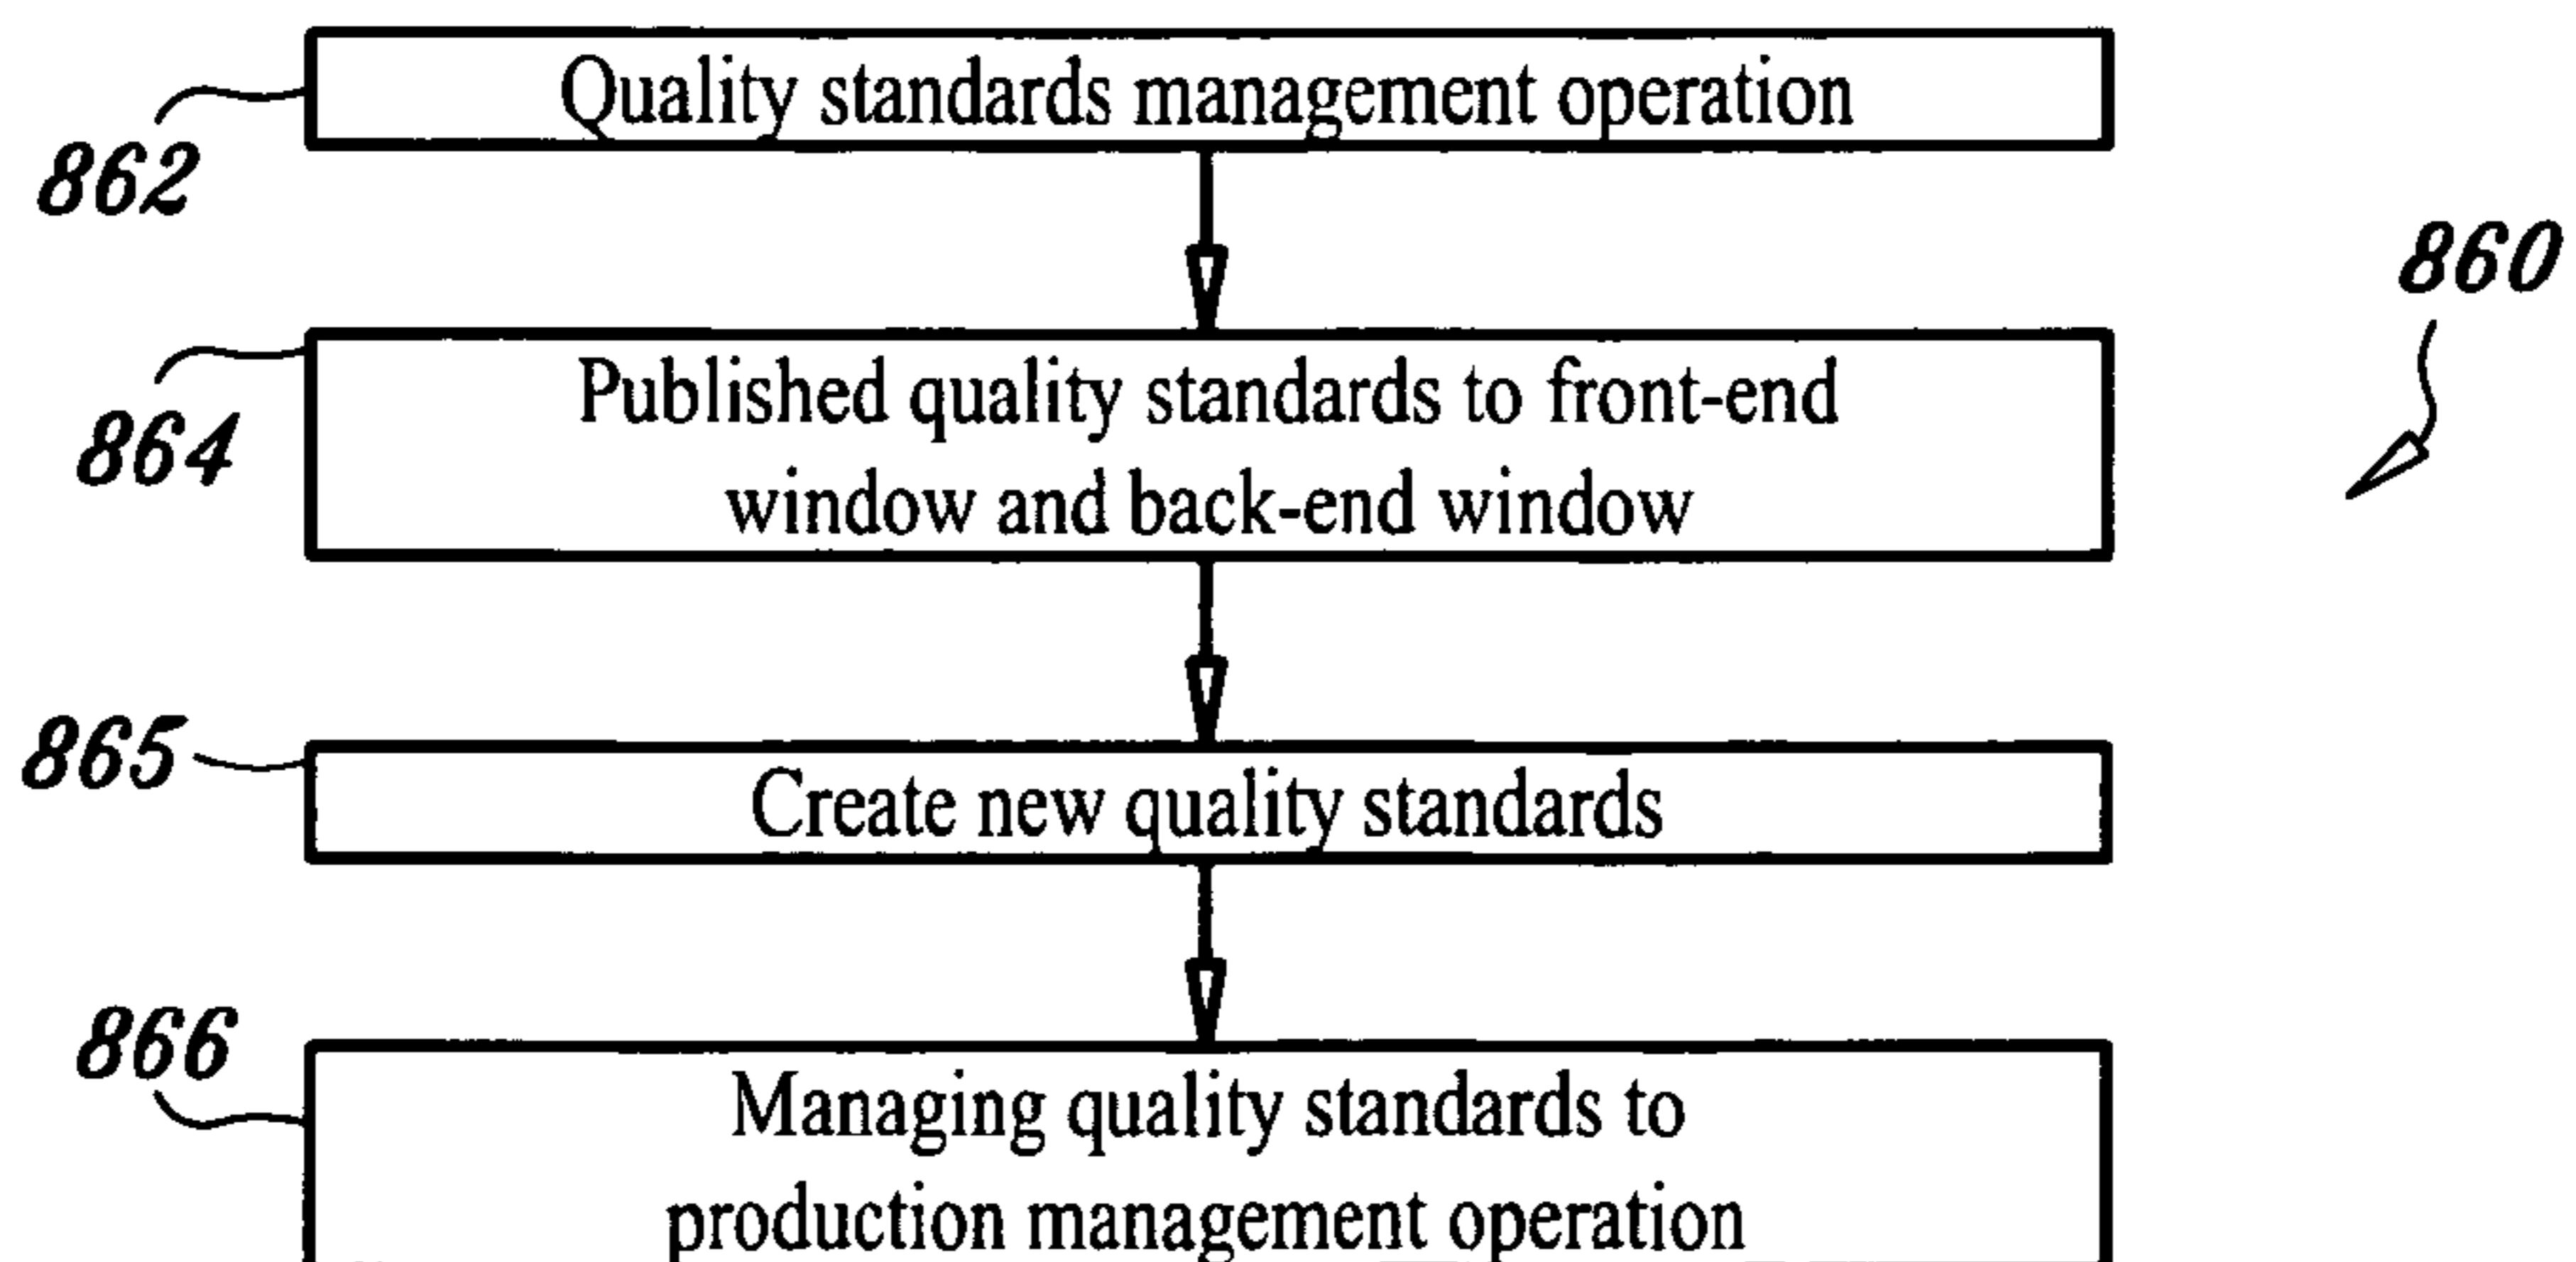 Quality standards management operation
862
860
Published quality standards to front-end
window and back-end window
864
865
Create new quality standards
866
Managing quality standards to
production management operation